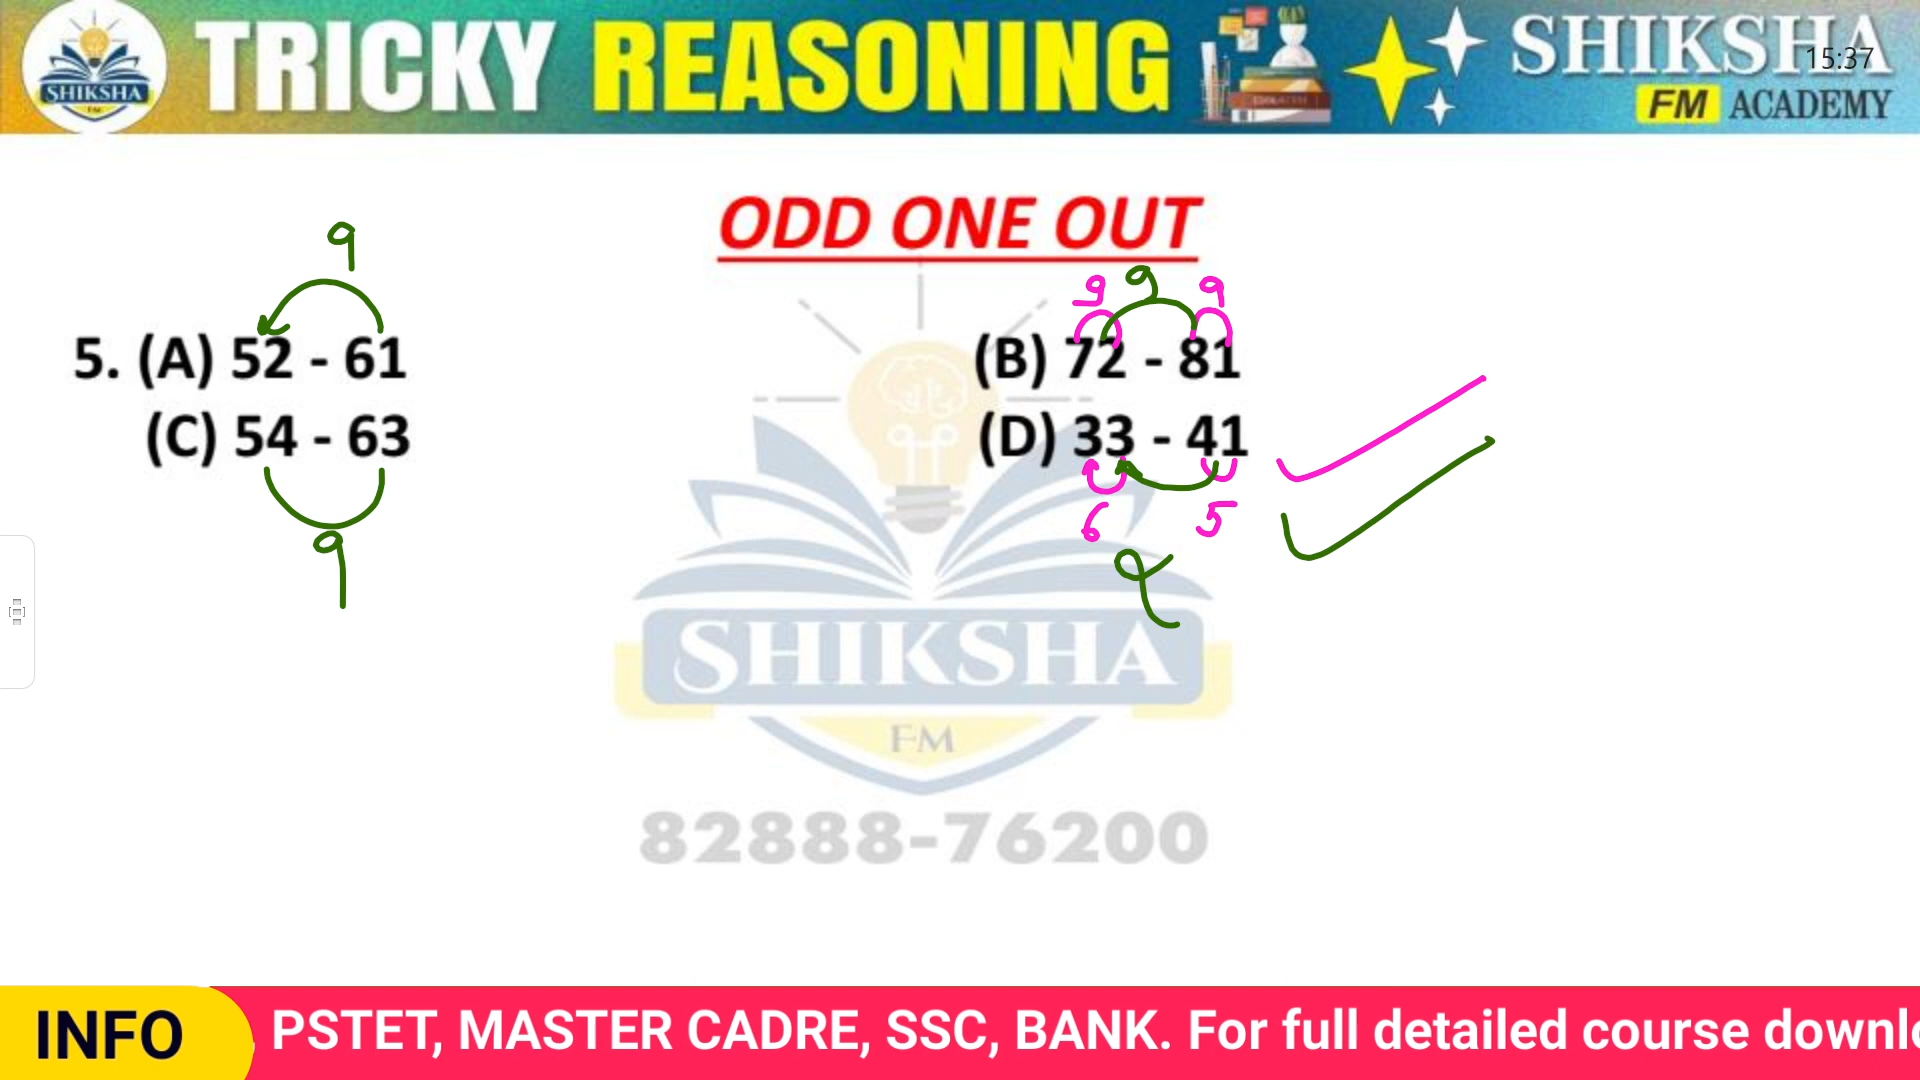 SHIKSHA
FM
TRICKY REASONING
SHIKSHA
15:37
FM ACADEMY
ODD ONE OUT
9
9 9 9
5. (A) 52 - 61
(B) 72 - 81
(C) 54 - 63
(D) 33 - 41
6 5
9
SHIKSHA
FM
82888-76200
INFO
PSTET, MASTER CADRE, SSC, BANK. For full detailed course downlo